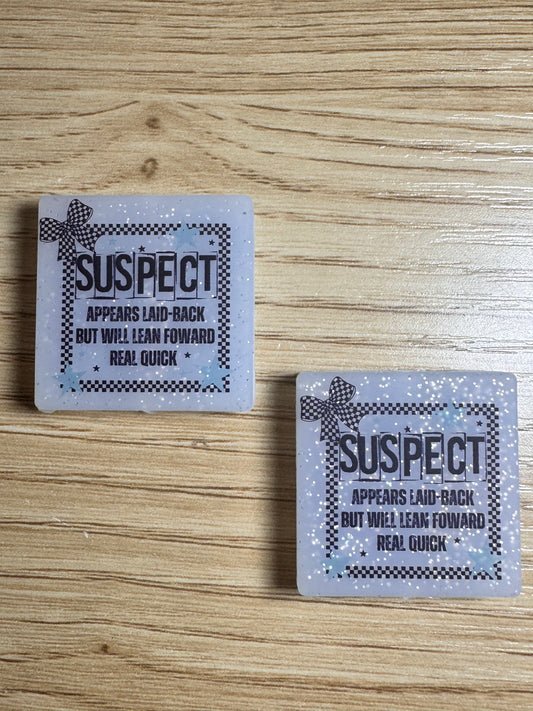 SUSPECT
APPEARS LAID-BACK
BUT WILL LEAN FOWARD
REAL QUICK
SUSPECT
APPEARS LAID-BACK
BUT WILL LEAN FOWARD
REAL QUICK